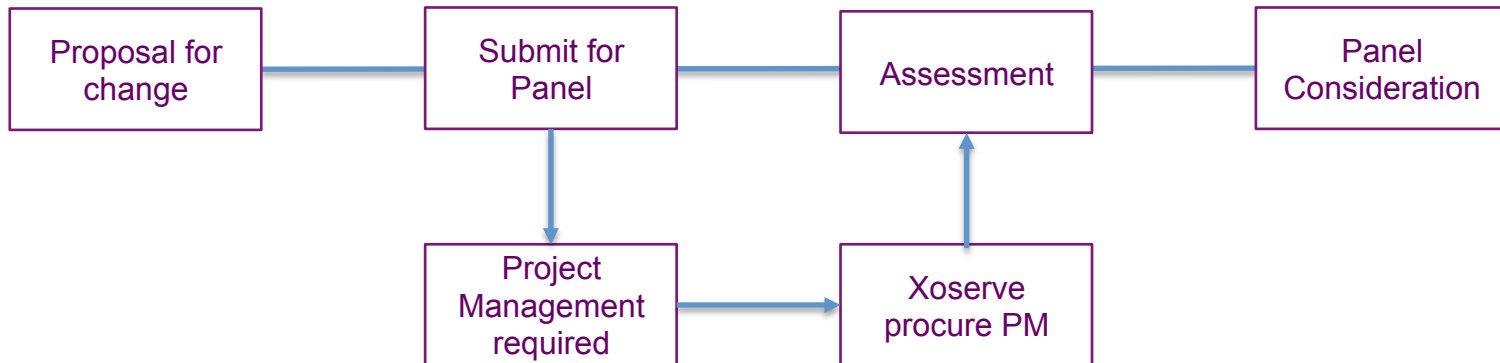 Proposal for
change
Submit for
Panel
Assessment
Panel
Consideration
Project
Management
required
Xoserve
procure PM